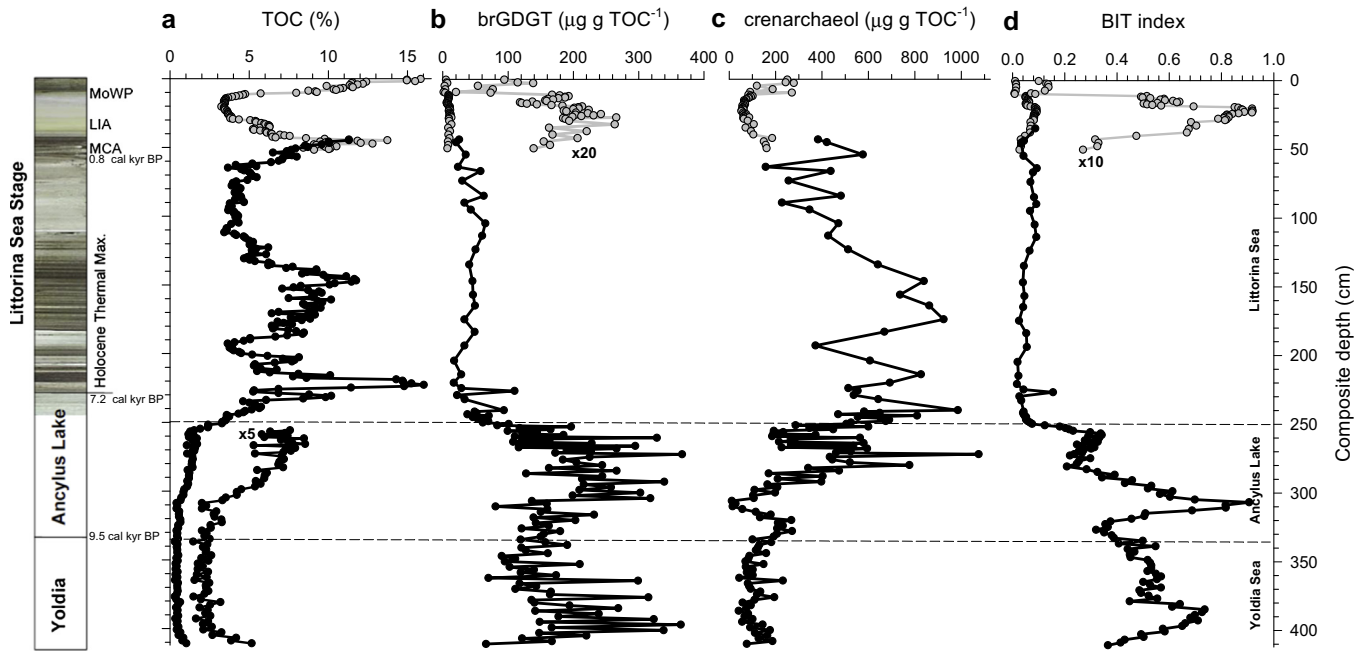 a TOC (%)
b brGDGT (μg g TOC⁻¹)
c crenarchaeol (μg g TOC⁻¹)
d BIT index
0 5 10 15
0 100 200 300 400
0 200 400 600 800 1000
0.0 0.2 0.4 0.6 0.8 1.0
Littorina Sea Stage
Ancylus Lake
Yoldia
MoWP
LIA
MCA
0.8 cal kyr BP
Holocene Thermal Max.
7.2 cal kyr BP
9.5 cal kyr BP
x5
x20
x10
Littorina Sea
Ancylus Lake
Yoldia Sea
0
50
100
150
200
250
300
350
400
Composite depth (cm)